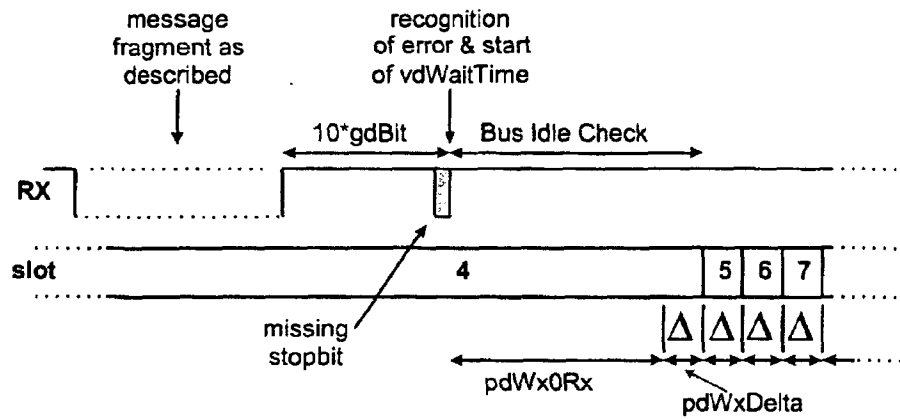 message
fragment as
described
recognition
of error & start
of vdWaitTime
10*gdBit
Bus Idle Check
RX
slot
4
5
6
7
missing
stopbit
Δ
Δ
Δ
Δ
pdWx0Rx
pdWxDelta